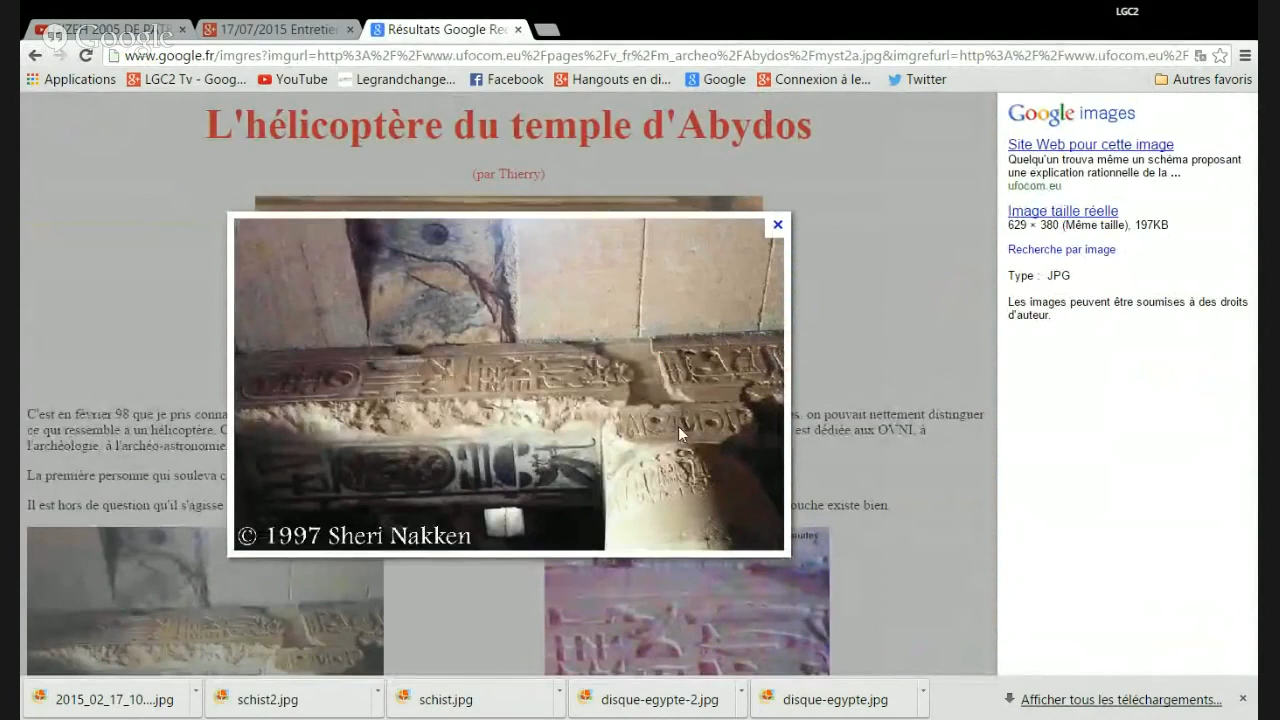 LGC2
IZEH 2005 DE PATR
17/07/2015 Entretie
Résultats Google Rec
Google
www.google.fr/imgres?imgurl=http%3A%2F%2Fwww.ufocom.eu%2Fpages%2Fv_fr%2Fm_archeo%2FAbydos%2Fhyst2a.jpg&imgrefurl=http%3A%2F%2Fwww.ufocom.eu%2F
Applications
LGC2 Tv - Goog...
YouTube
Legrandchange...
Facebook
Hangouts en di...
Google
Connexion à le...
Twitter
Autres favoris
L'hélicoptère du temple d'Abydos
(par Thierry)
C'est en février 98 que je pris conna
on pouvait nettement distinguer
ce qui ressemble a un hélicoptère.
est dédiée aux OVNI, à
l'archéologie, à l'archéo-astronomie
La première personne qui souleva c
Il est hors de question qu'il s'agisse
ouche existe bien.
© 1997 Sheri Nakken
Google images
Site Web pour cette image
Quelqu'un trouva même un schéma proposant
une explication rationnelle de la ...
ufocom.eu
Image taille réelle
629 × 380 (Même taille), 197KB
Recherche par image
Type : JPG
Les images peuvent être soumises à des droits
d'auteur.
2015_02_17_10....jpg
schist2.jpg
schist.jpg
disque-egypte-2.jpg
disque-egypte.jpg
Afficher tous les téléchargements...